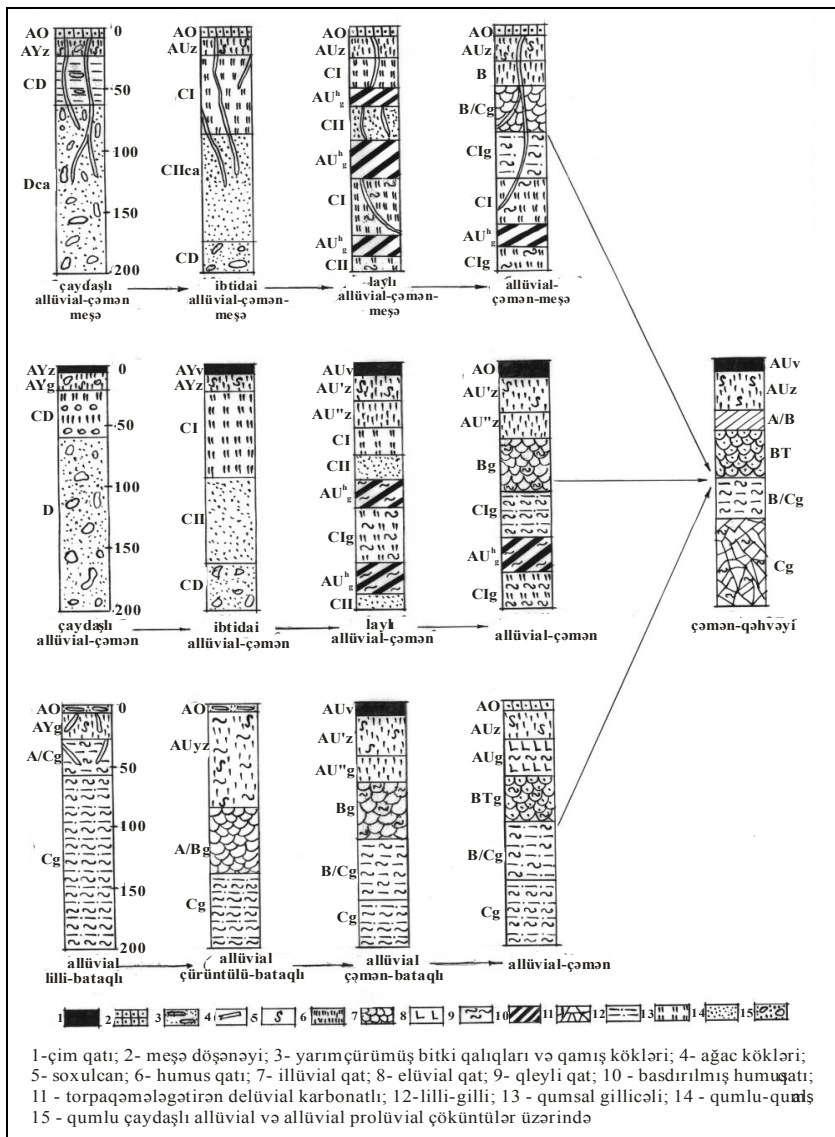 AO
AYz
CD
Dca
0
50
100
150
200
çaydaşlı
allüvial-çəmən
meşə
AO
AUz
CI
CIIca
CD
ibtidai
allüvial-çəmən-
meşə
AO
AUz
CI
AUʰg
CII
AUʰg
CI
AUʰg
CII
laylı
allüvial-çəmən-
meşə
AO
AUz
B
B/Cg
CIg
CI
AUʰg
CIg
allüvial-
çəmən-meşə
AYz
AYg
CD
D
0
50
100
150
200
çaydaşlı
allüvial-çəmən
AYv
AYz
CI
CII
CD
ibtidai
allüvial-çəmən
AUv
AU'z
AU"z
CI
CII
AUʰg
CIg
AUʰg
CII
laylı
allüvial-çəmən
AO
AU'z
AU"z
Bg
CIg
AUʰg
CIg
allüvial-çəmən
AUv
AUz
A/B
BT
B/Cg
Cg
çəmən-qəhvəyi
AO
AYg
A/Cg
Cg
0
50
100
150
200
allüvial
lilli-bataqlı
AO
AUyz
A/Bg
Cg
allüvial
çürüntülü-bataqlı
AUv
AU'z
AU"g
Bg
B/Cg
Cg
allüvial
çəmən-bataqlı
AO
AUz
AUg
BTg
B/Cg
Cg
allüvial-çəmən
1 2 3 4 5 6 7 8 9 10 11 12 13 14 15
1-çim qatı; 2- meşə döşənəyi; 3- yarımçürümüş bitki qalıqları və qamış kökləri; 4- ağac kökləri;
5- soxulcan; 6- humus qatı; 7- illüvial qat; 8- elüvial qat; 9- qleyli qat; 10 - basdırılmış humus qatı;
11 - torpaqəmələgətirən delüvial karbonatlı; 12-lilli-gilli; 13 - qumsal gillicəli; 14 - qumlu-qumluş
15 - qumlu çaydaşlı allüvial və allüvial prolüvial çöküntülər üzərində